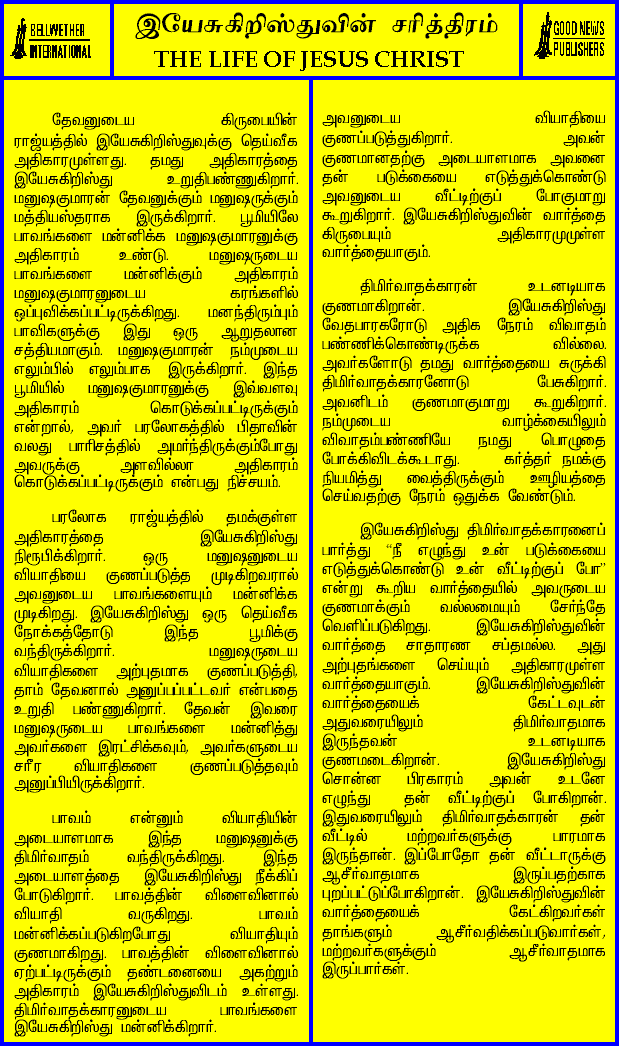 BELLWETHER
INTERNATIONAL
இயேசுகிறிஸ்துவின் சரித்திரம்
THE LIFE OF JESUS CHRIST
GOOD NEWS
PUBLISHERS
தேவனுடைய கிருபையின்
ராஜ்யத்தில் இயேசுகிறிஸ்துவுக்கு தெய்வீக
அதிகாரமுள்ளது. தமது அதிகாரத்தை
இயேசுகிறிஸ்து உறுதிபண்ணுகிறார்.
மனுஷகுமாரன் தேவனுக்கும் மனுஷருக்கும்
மத்தியஸ்தராக இருக்கிறார். பூமியிலே
பாவங்களை மன்னிக்க மனுஷகுமாரனுக்கு
அதிகாரம் உண்டு. மனுஷருடைய
பாவங்களை மன்னிக்கும் அதிகாரம்
மனுஷகுமாரனுடைய கரங்களில்
ஒப்புவிக்கப்பட்டிருக்கிறது. மனந்திரும்பும்
பாவிகளுக்கு இது ஒரு ஆறுதலான
சத்தியமாகும். மனுஷகுமாரன் நம்முடைய
எலும்பில் எலும்பாக இருக்கிறார். இந்த
பூமியில் மனுஷகுமாரனுக்கு இவ்வளவு
அதிகாரம் கொடுக்கப்பட்டிருக்கும்
என்றால், அவர் பரலோகத்தில் பிதாவின்
வலது பாரிசத்தில் அமர்ந்திருக்கும்போது
அவருக்கு அளவில்லா அதிகாரம்
கொடுக்கப்பட்டிருக்கும் என்பது நிச்சயம்.
பரலோக ராஜ்யத்தில் தமக்குள்ள
அதிகாரத்தை இயேசுகிறிஸ்து
நிரூபிக்கிறார். ஒரு மனுஷனுடைய
வியாதியை குணப்படுத்த முடிகிறவரால்
அவனுடைய பாவங்களையும் மன்னிக்க
முடிகிறது. இயேசுகிறிஸ்து ஒரு தெய்வீக
நோக்கத்தோடு இந்த பூமிக்கு
வந்திருக்கிறார். மனுஷருடைய
வியாதிகளை அற்புதமாக குணப்படுத்தி,
தாம் தேவனால் அனுப்பப்பட்டவர் என்பதை
உறுதி பண்ணுகிறார். தேவன் இவரை
மனுஷருடைய பாவங்களை மன்னித்து
அவர்களை இரட்சிக்கவும், அவர்களுடைய
சரீர வியாதிகளை குணப்படுத்தவும்
அனுப்பியிருக்கிறார்.
பாவம் என்னும் வியாதியின்
அடையாளமாக இந்த மனுஷனுக்கு
திமிர்வாதம் வந்திருக்கிறது. இந்த
அடையாளத்தை இயேசுகிறிஸ்து நீக்கிப்
போடுகிறார். பாவத்தின் விளைவினால்
வியாதி வருகிறது. பாவம்
மன்னிக்கப்படுகிறபோது வியாதியும்
குணமாகிறது. பாவத்தின் விளைவினால்
ஏற்பட்டிருக்கும் தண்டனையை அகற்றும்
அதிகாரம் இயேசுகிறிஸ்துவிடம் உள்ளது.
திமிர்வாதக்காரனுடைய பாவங்களை
இயேசுகிறிஸ்து மன்னிக்கிறார்.
அவனுடைய வியாதியை
குணப்படுத்துகிறார். அவன்
குணமானதற்கு அடையாளமாக அவனை
தன் படுக்கையை எடுத்துக்கொண்டு
அவனுடைய வீட்டிற்குப் போகுமாறு
கூறுகிறார். இயேசுகிறிஸ்துவின் வார்த்தை
கிருபையும் அதிகாரமுமுள்ள
வார்த்தையாகும்.
திமிர்வாதக்காரன் உடனடியாக
குணமாகிறான். இயேசுகிறிஸ்து
வேதபாரகரோடு அதிக நேரம் விவாதம்
பண்ணிக்கொண்டிருக்க வில்லை.
அவர்களோடு தமது வார்த்தையை சுருக்கி
திமிர்வாதக்காரனோடு பேசுகிறார்.
அவனிடம் குணமாகுமாறு கூறுகிறார்.
நம்முடைய வாழ்க்கையிலும்
விவாதம்பண்ணியே நமது பொழுதை
போக்கிவிடக்கூடாது. கர்த்தர் நமக்கு
நியமித்து வைத்திருக்கும் ஊழியத்தை
செய்வதற்கு நேரம் ஒதுக்க வேண்டும்.
இயேசுகிறிஸ்து திமிர்வாதக்காரனைப்
பார்த்து “நீ எழுந்து உன் படுக்கையை
எடுத்துக்கொண்டு உன் வீட்டிற்குப் போ”
என்று கூறிய வார்த்தையில் அவருடைய
குணமாக்கும் வல்லமையும் சேர்ந்தே
வெளிப்படுகிறது. இயேசுகிறிஸ்துவின்
வார்த்தை சாதாரண சப்தமல்ல. அது
அற்புதங்களை செய்யும் அதிகாரமுள்ள
வார்த்தையாகும். இயேசுகிறிஸ்துவின்
வார்த்தையைக் கேட்டவுடன்
அதுவரையிலும் திமிர்வாதமாக
இருந்தவன் உடனடியாக
குணமடைகிறான். இயேசுகிறிஸ்து
சொன்ன பிரகாரம் அவன் உடனே
எழுந்து தன் வீட்டிற்குப் போகிறான்.
இதுவரையிலும் திமிர்வாதக்காரன் தன்
வீட்டில் மற்றவர்களுக்கு பாரமாக
இருந்தான். இப்போதோ தன் வீட்டாருக்கு
ஆசீர்வாதமாக இருப்பதற்காக
புறப்பட்டுப்போகிறான். இயேசுகிறிஸ்துவின்
வார்த்தையைக் கேட்கிறவர்கள்
தாங்களும் ஆசீர்வதிக்கப்படுவார்கள்,
மற்றவர்களுக்கும் ஆசீர்வாதமாக
இருப்பார்கள்.